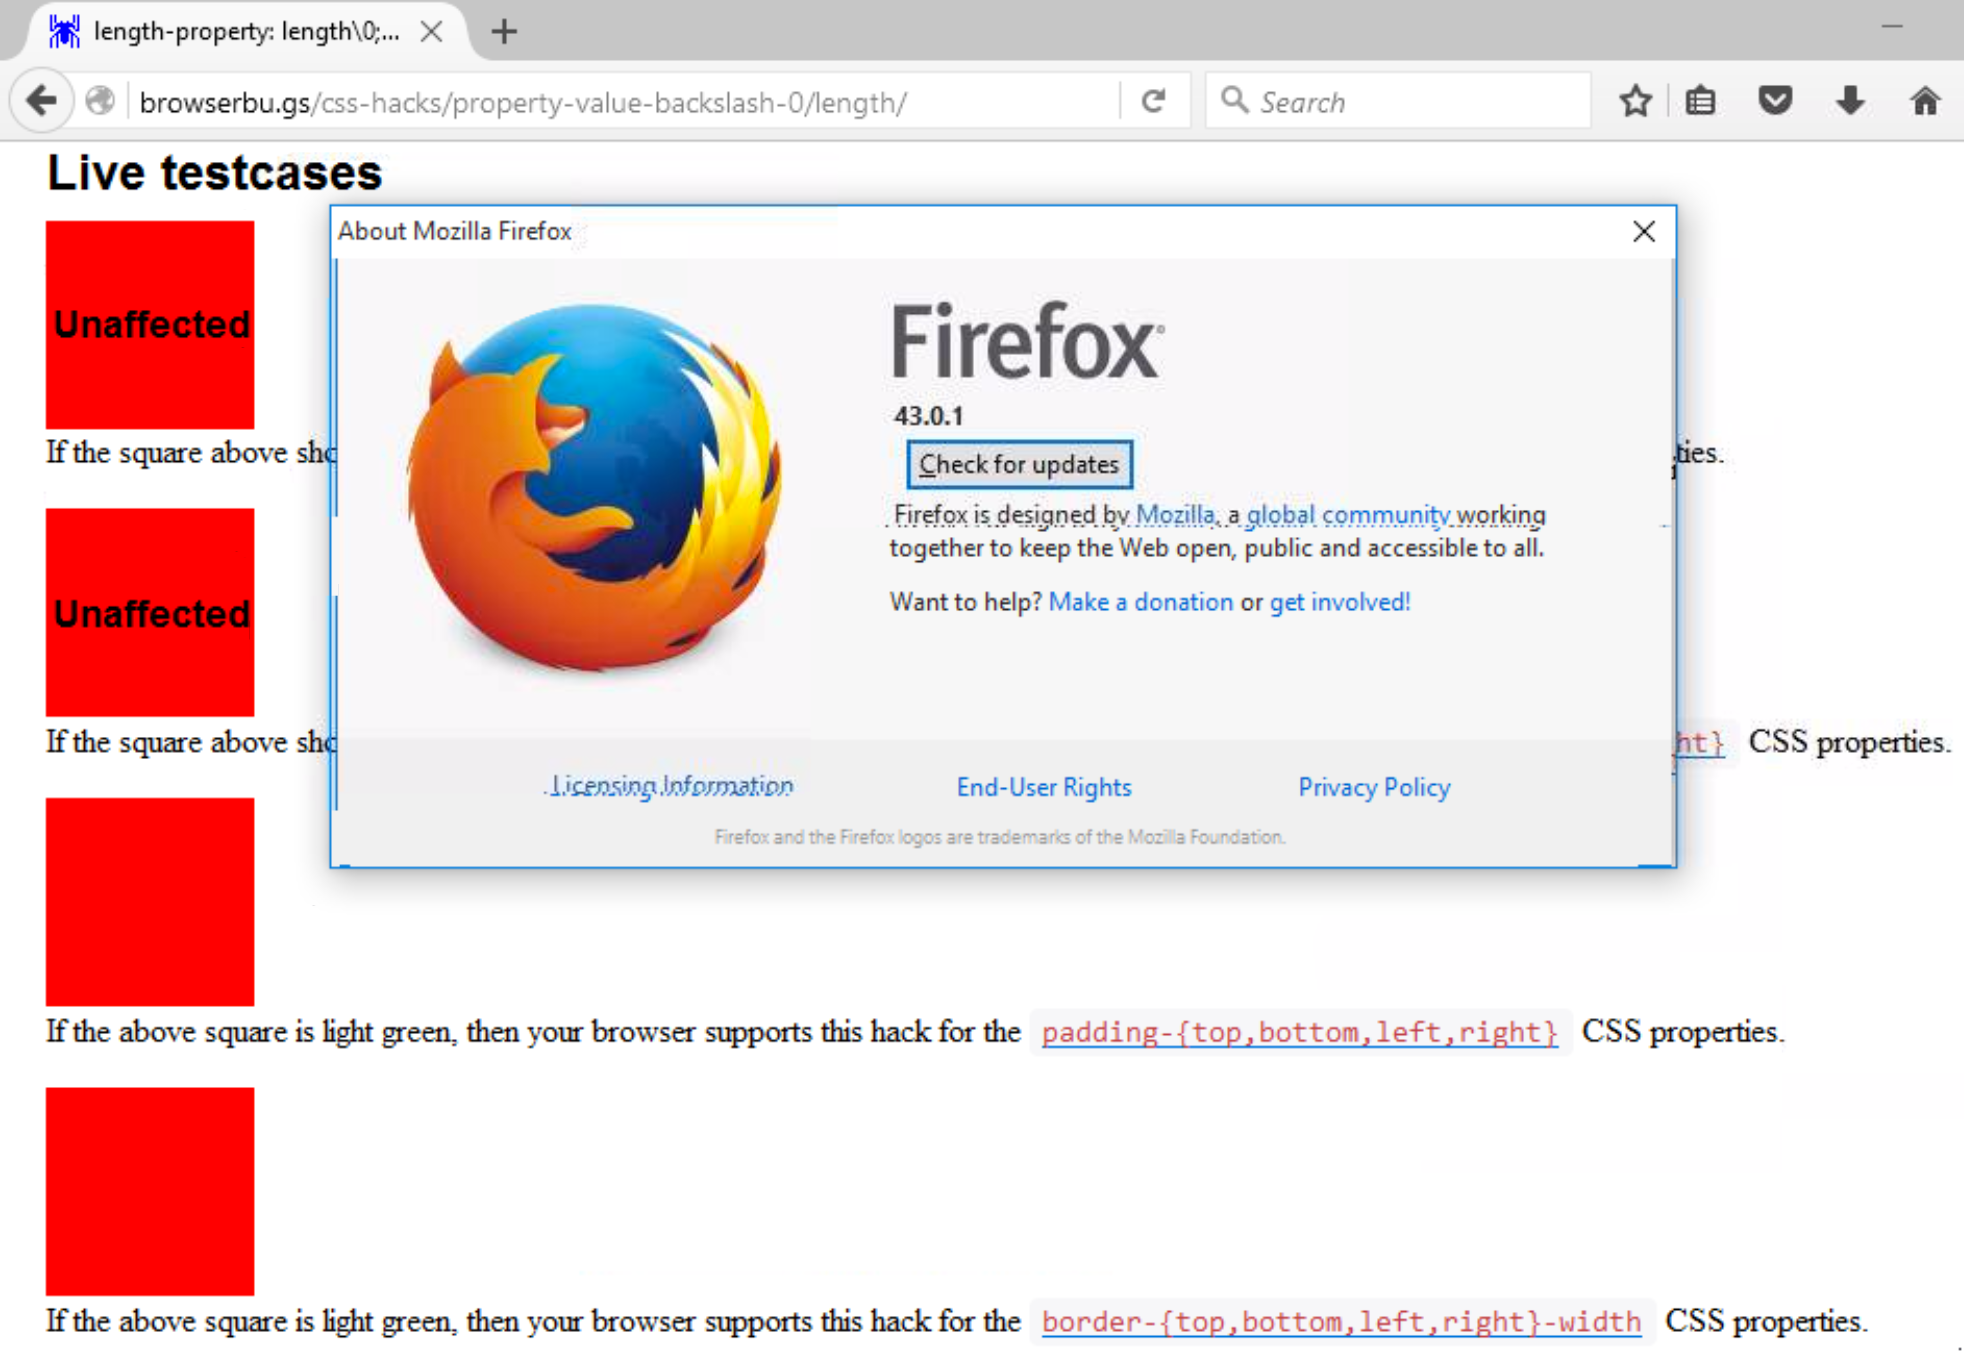 length-property: length\0;...
browserbu.gs/css-hacks/property-value-backslash-0/length/
Search
Live testcases
Unaffected
If the square above
ties.
Unaffected
If the square above
ht} CSS properties.
About Mozilla Firefox
Firefox
43.0.1
Check for updates
Firefox is designed by Mozilla, a global community working
together to keep the Web open, public and accessible to all.
Want to help? Make a donation or get involved!
Licensing Information End-User Rights Privacy Policy
Firefox and the Firefox logos are trademarks of the Mozilla Foundation.
If the above square is light green, then your browser supports this hack for the padding-{top,bottom,left,right} CSS properties.
If the above square is light green, then your browser supports this hack for the border-{top,bottom,left,right}-width CSS properties.